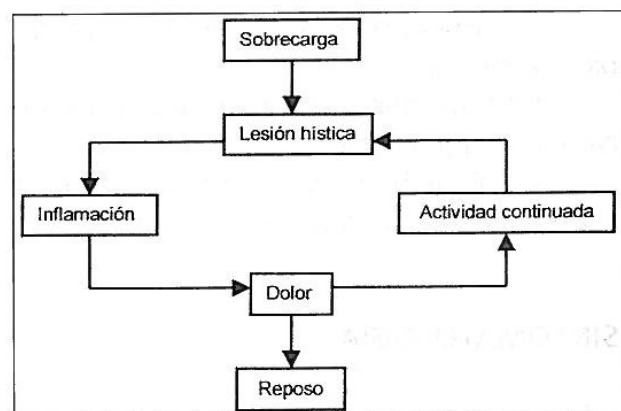 Sobrecarga
Lesión hística
Inflamación
Actividad continuada
Dolor
Reposo